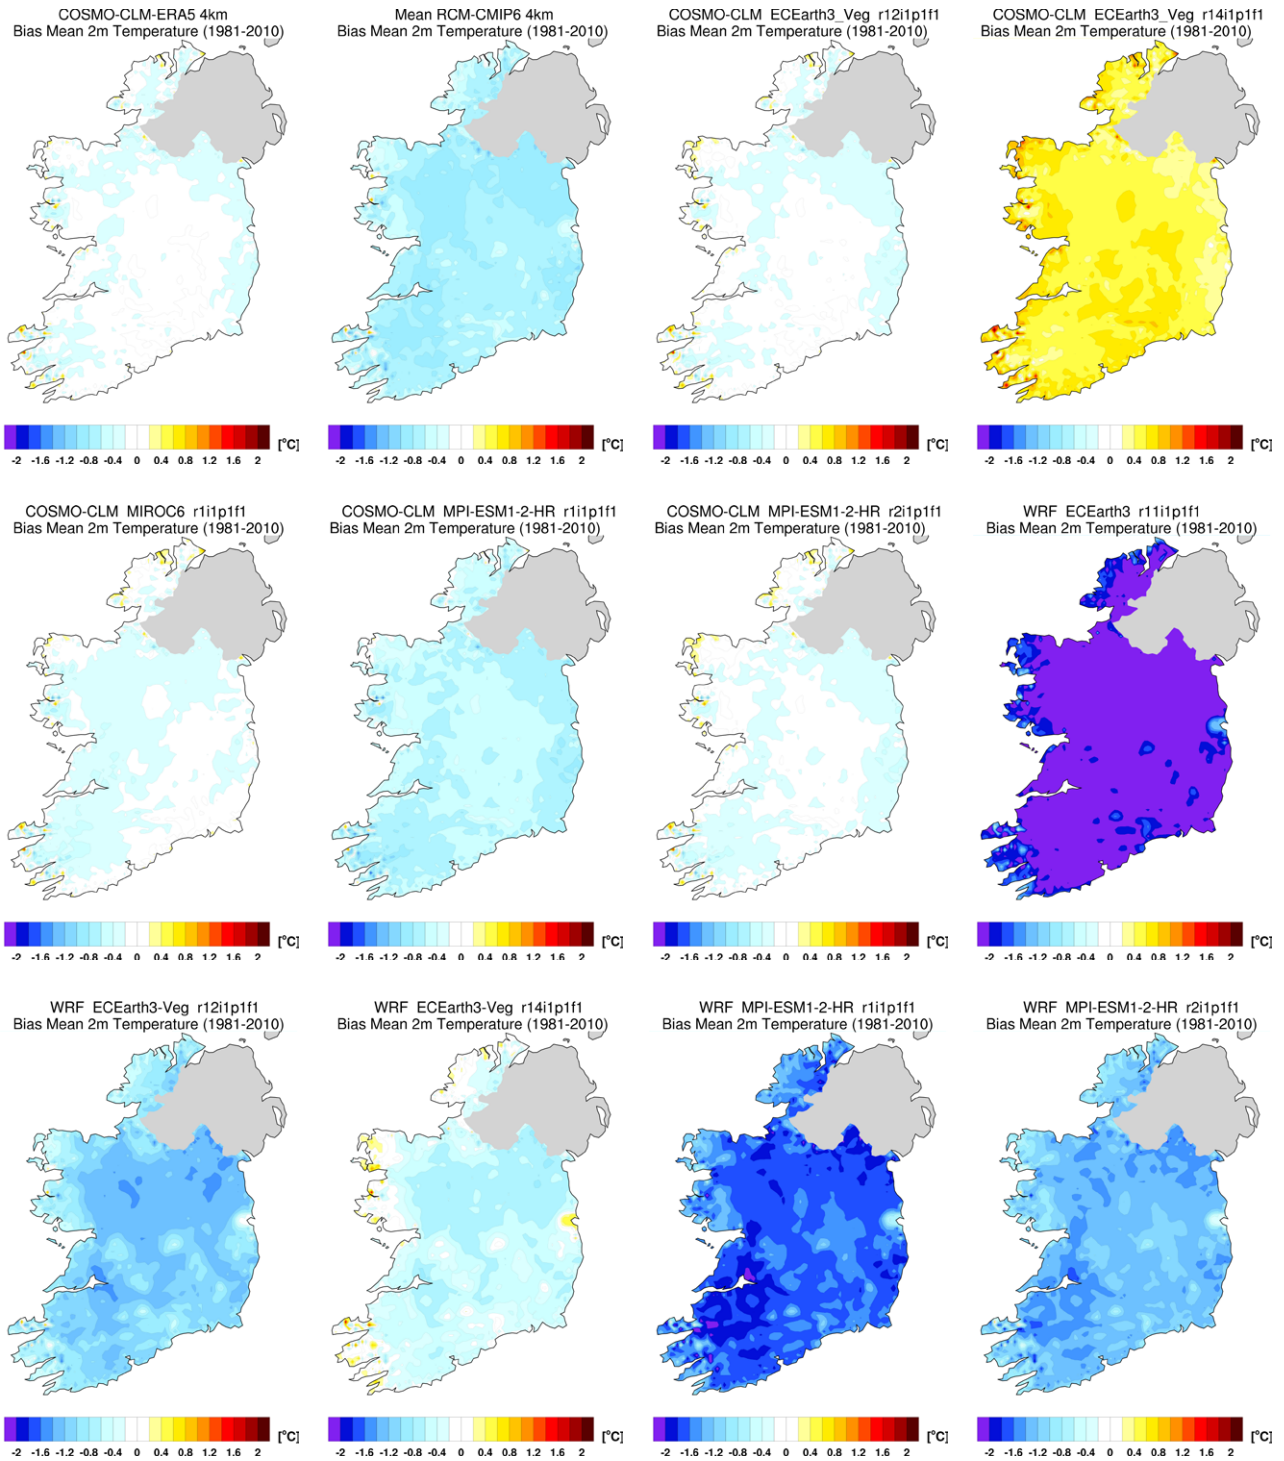 COSMO-CLM-ERA5 4km
Bias Mean 2m Temperature (1981-2010)
Mean RCM-CMIP6 4km
Bias Mean 2m Temperature (1981-2010)
COSMO-CLM ECEarth3_Veg r12i1p1f1
Bias Mean 2m Temperature (1981-2010)
COSMO-CLM ECEarth3_Veg r14i1p1f1
Bias Mean 2m Temperature (1981-2010)
-2 -1.6 -1.2 -0.8 -0.4 0 0.4 0.8 1.2 1.6 2 [°C]
-2 -1.6 -1.2 -0.8 -0.4 0 0.4 0.8 1.2 1.6 2 [°C]
-2 -1.6 -1.2 -0.8 -0.4 0 0.4 0.8 1.2 1.6 2 [°C]
-2 -1.6 -1.2 -0.8 -0.4 0 0.4 0.8 1.2 1.6 2 [°C]
COSMO-CLM MIROC6 r1i1p1f1
Bias Mean 2m Temperature (1981-2010)
COSMO-CLM MPI-ESM1-2-HR r1i1p1f1
Bias Mean 2m Temperature (1981-2010)
COSMO-CLM MPI-ESM1-2-HR r2i1p1f1
Bias Mean 2m Temperature (1981-2010)
WRF ECEarth3 r11i1p1f1
Bias Mean 2m Temperature (1981-2010)
-2 -1.6 -1.2 -0.8 -0.4 0 0.4 0.8 1.2 1.6 2 [°C]
-2 -1.6 -1.2 -0.8 -0.4 0 0.4 0.8 1.2 1.6 2 [°C]
-2 -1.6 -1.2 -0.8 -0.4 0 0.4 0.8 1.2 1.6 2 [°C]
-2 -1.6 -1.2 -0.8 -0.4 0 0.4 0.8 1.2 1.6 2 [°C]
WRF ECEarth3-Veg r12i1p1f1
Bias Mean 2m Temperature (1981-2010)
WRF ECEarth3-Veg r14i1p1f1
Bias Mean 2m Temperature (1981-2010)
WRF MPI-ESM1-2-HR r1i1p1f1
Bias Mean 2m Temperature (1981-2010)
WRF MPI-ESM1-2-HR r2i1p1f1
Bias Mean 2m Temperature (1981-2010)
-2 -1.6 -1.2 -0.8 -0.4 0 0.4 0.8 1.2 1.6 2 [°C]
-2 -1.6 -1.2 -0.8 -0.4 0 0.4 0.8 1.2 1.6 2 [°C]
-2 -1.6 -1.2 -0.8 -0.4 0 0.4 0.8 1.2 1.6 2 [°C]
-2 -1.6 -1.2 -0.8 -0.4 0 0.4 0.8 1.2 1.6 2 [°C]